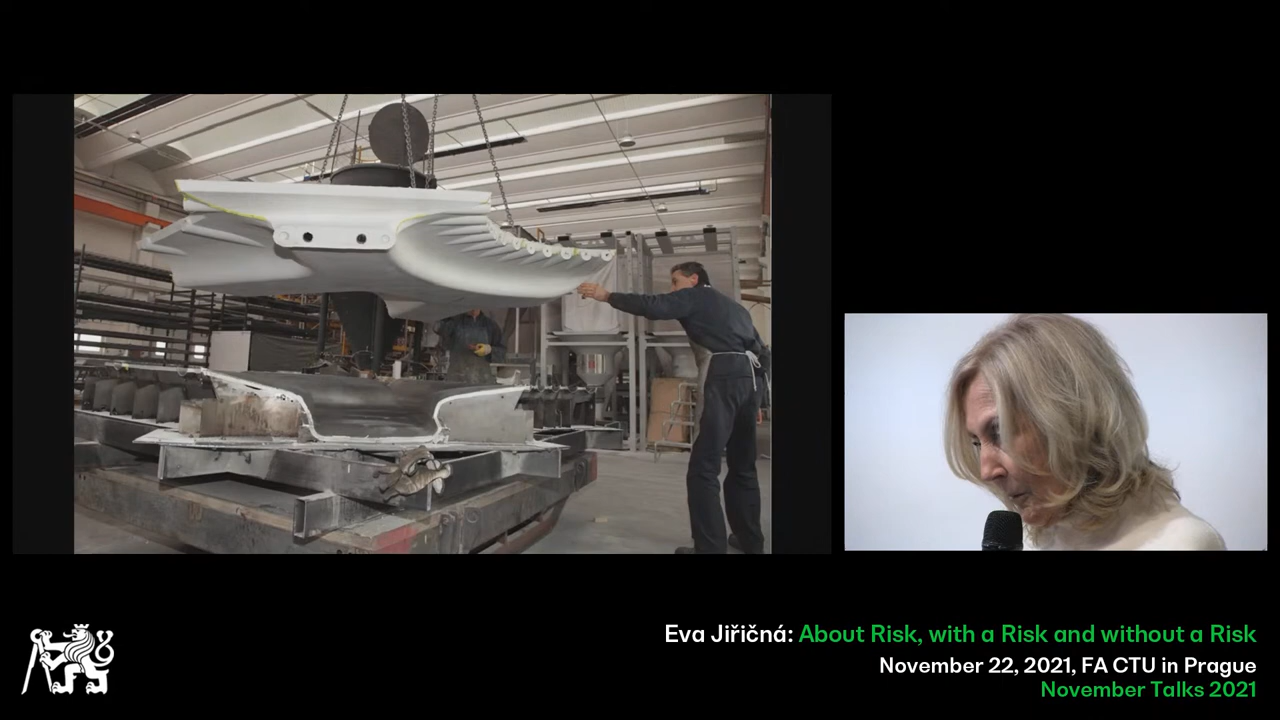 Eva Jiřičná: About Risk, with a Risk and without a Risk
November 22, 2021, FA CTU in Prague
November Talks 2021